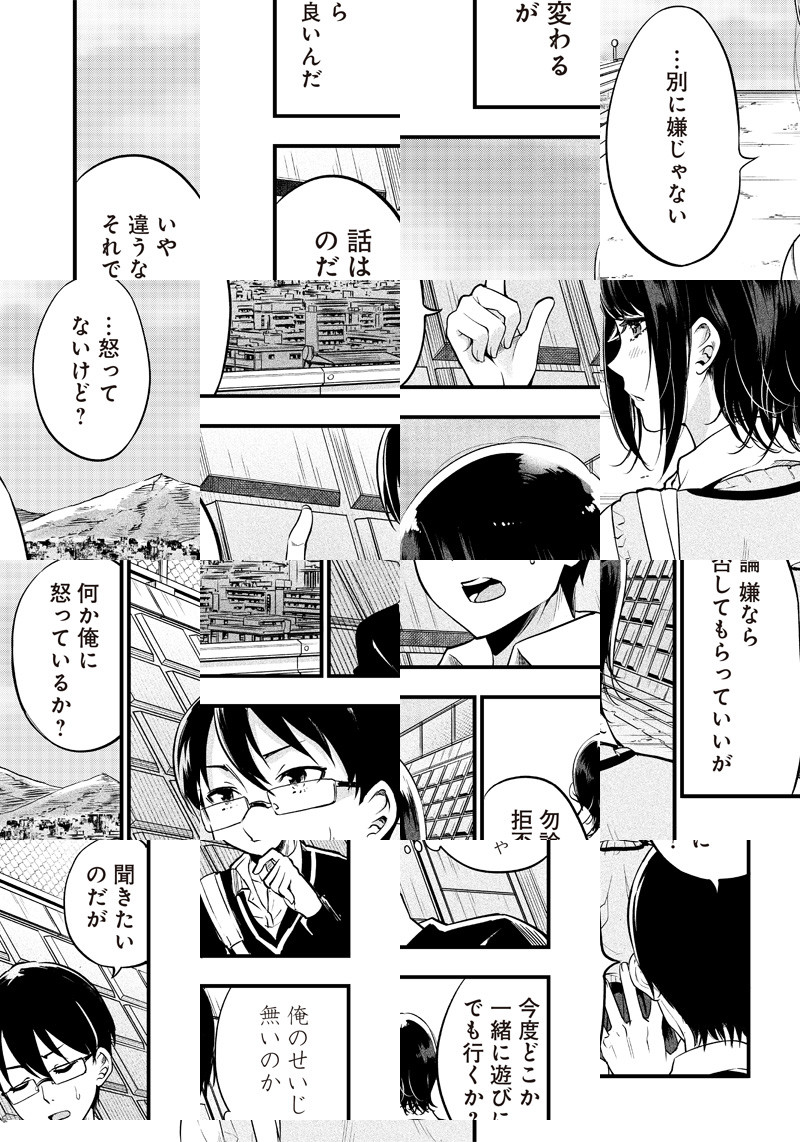 …別に嫌じゃない
変わる
が
ら
良いんだ
話は
のだ
いや
違うな
それで
…怒って
ないけど?
論 嫌なら
してもらっていいが
勿
拒
ゃ
何か俺に
怒っているか?
に
聞きたい
のだが
今度どこか
一緒に遊びに
でも行くか?
俺のせいじ
無いのか